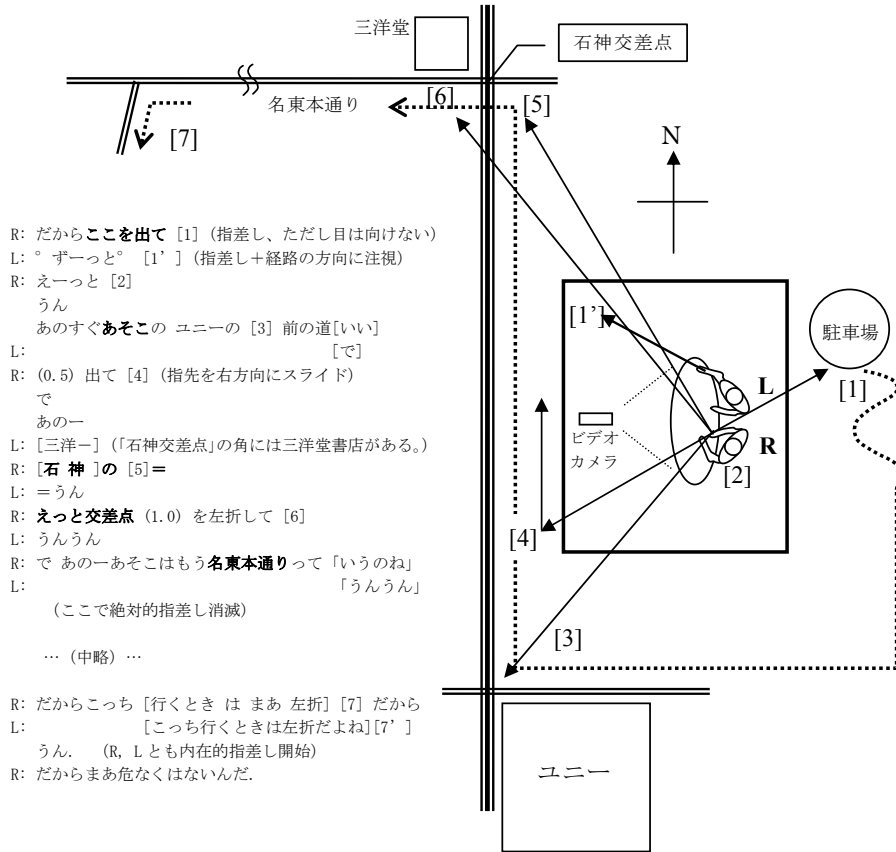 三洋堂
石神交差点
[6]
[5]
名東本通り
[7]
N
R: だからここを出て [1] (指差し、ただし目は向けない)
L: °ずーっと° [1’] (指差し+経路の方向に注視)
R: えーっと [2]
うん
あのすぐあそこの ユニーの [3] 前の道[いい]
L: [で]
R: (0.5) 出て [4] (指先を右方向にスライド)
で
あのー
L: [三洋－] (「石神交差点」の角には三洋堂書店がある。)
R: [石 神 ]の [5]=
L: =うん
R: えっと交差点 (1.0) を左折して [6]
L: うんうん
R: で あのーあそこはもう名東本通りって「いうのね」
L: 「うんうん」
(ここで絶対的指差し消滅)
… (中略) …
R: だからこっち [行くとき は まあ 左折] [7] だから
L: [こっち行くときは左折だよね][7’]
うん. (R, L とも内在的指差し開始)
R: だからまあ危なくはないんだ.
[1’]
駐車場
L
[1]
ビデオ
カメラ
R
[2]
[4]
[3]
ユニー